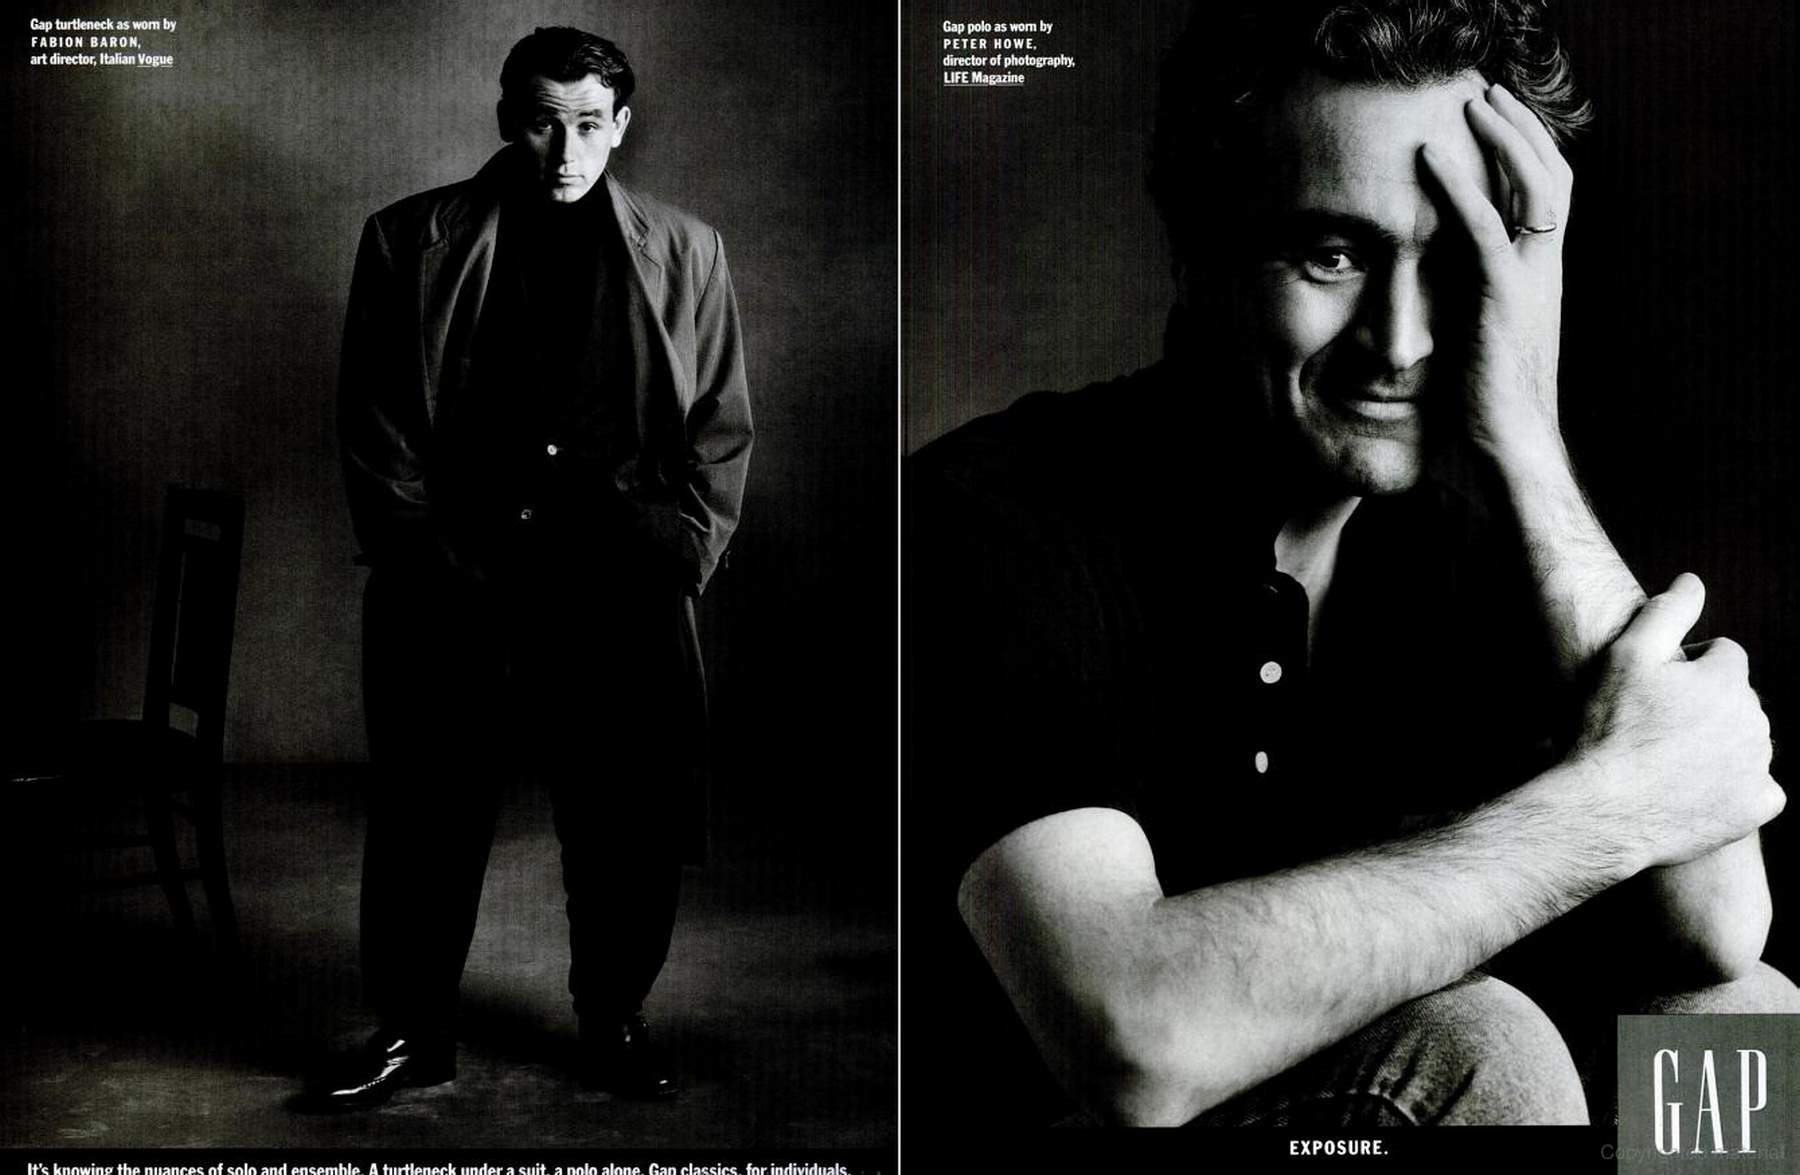 Gap turtleneck as worn by
FABION BARON,
art director, Italian Vogue
Gap polo as worn by
PETER HOWE,
director of photography,
LIFE Magazine
It's knowing the nuances of solo and ensemble. A turtleneck under a suit, a polo alone. Gap classics, for individuals.
EXPOSURE.
GAP
Copyrighted material